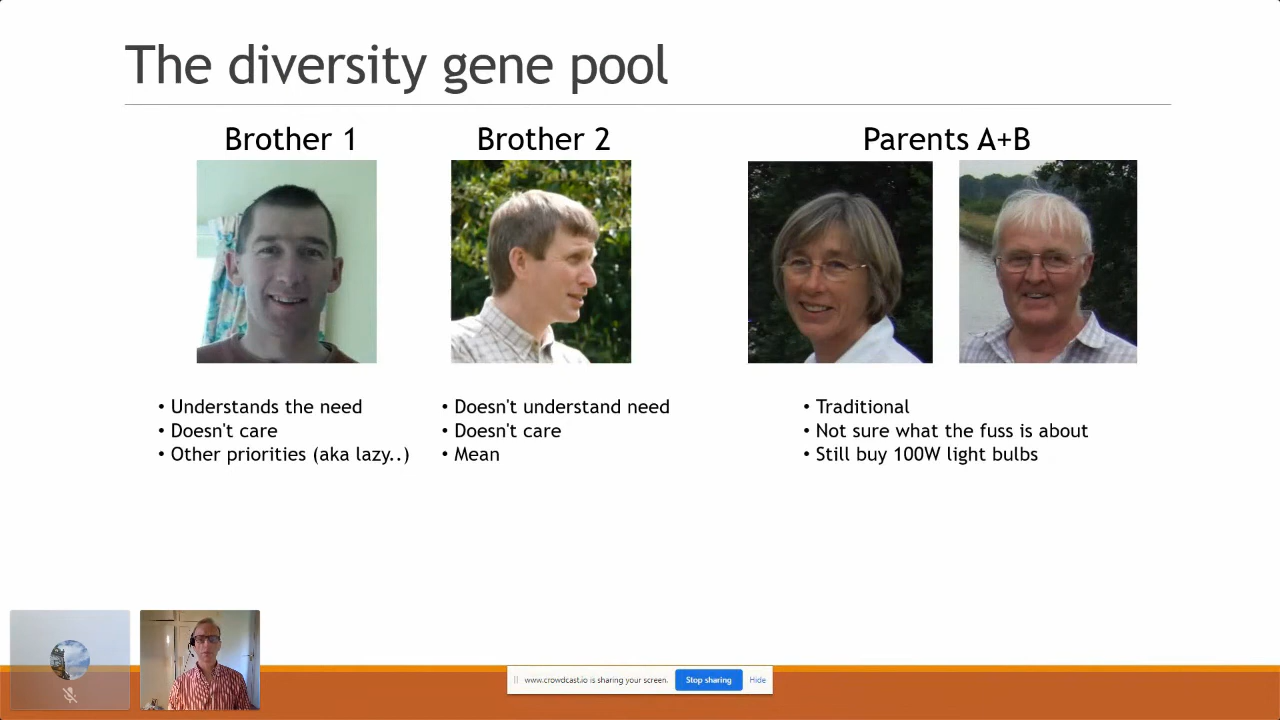 The diversity gene pool
Brother 1
Brother 2
Parents A+B
• Understands the need
• Doesn't care
• Other priorities (aka lazy..)
• Doesn't understand need
• Doesn't care
• Mean
• Traditional
• Not sure what the fuss is about
• Still buy 100W light bulbs
www.crowdcast.io is sharing your screen.
Stop sharing
Hide